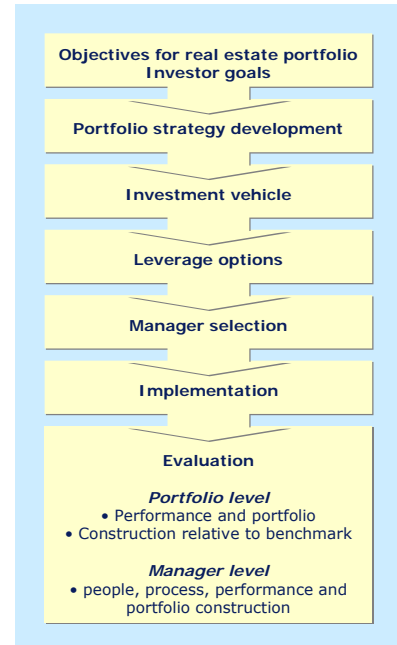 Objectives for real estate portfolio
Investor goals
Portfolio strategy development
Investment vehicle
Leverage options
Manager selection
Implementation
Evaluation
Portfolio level
• Performance and portfolio
• Construction relative to benchmark
Manager level
• people, process, performance and
portfolio construction